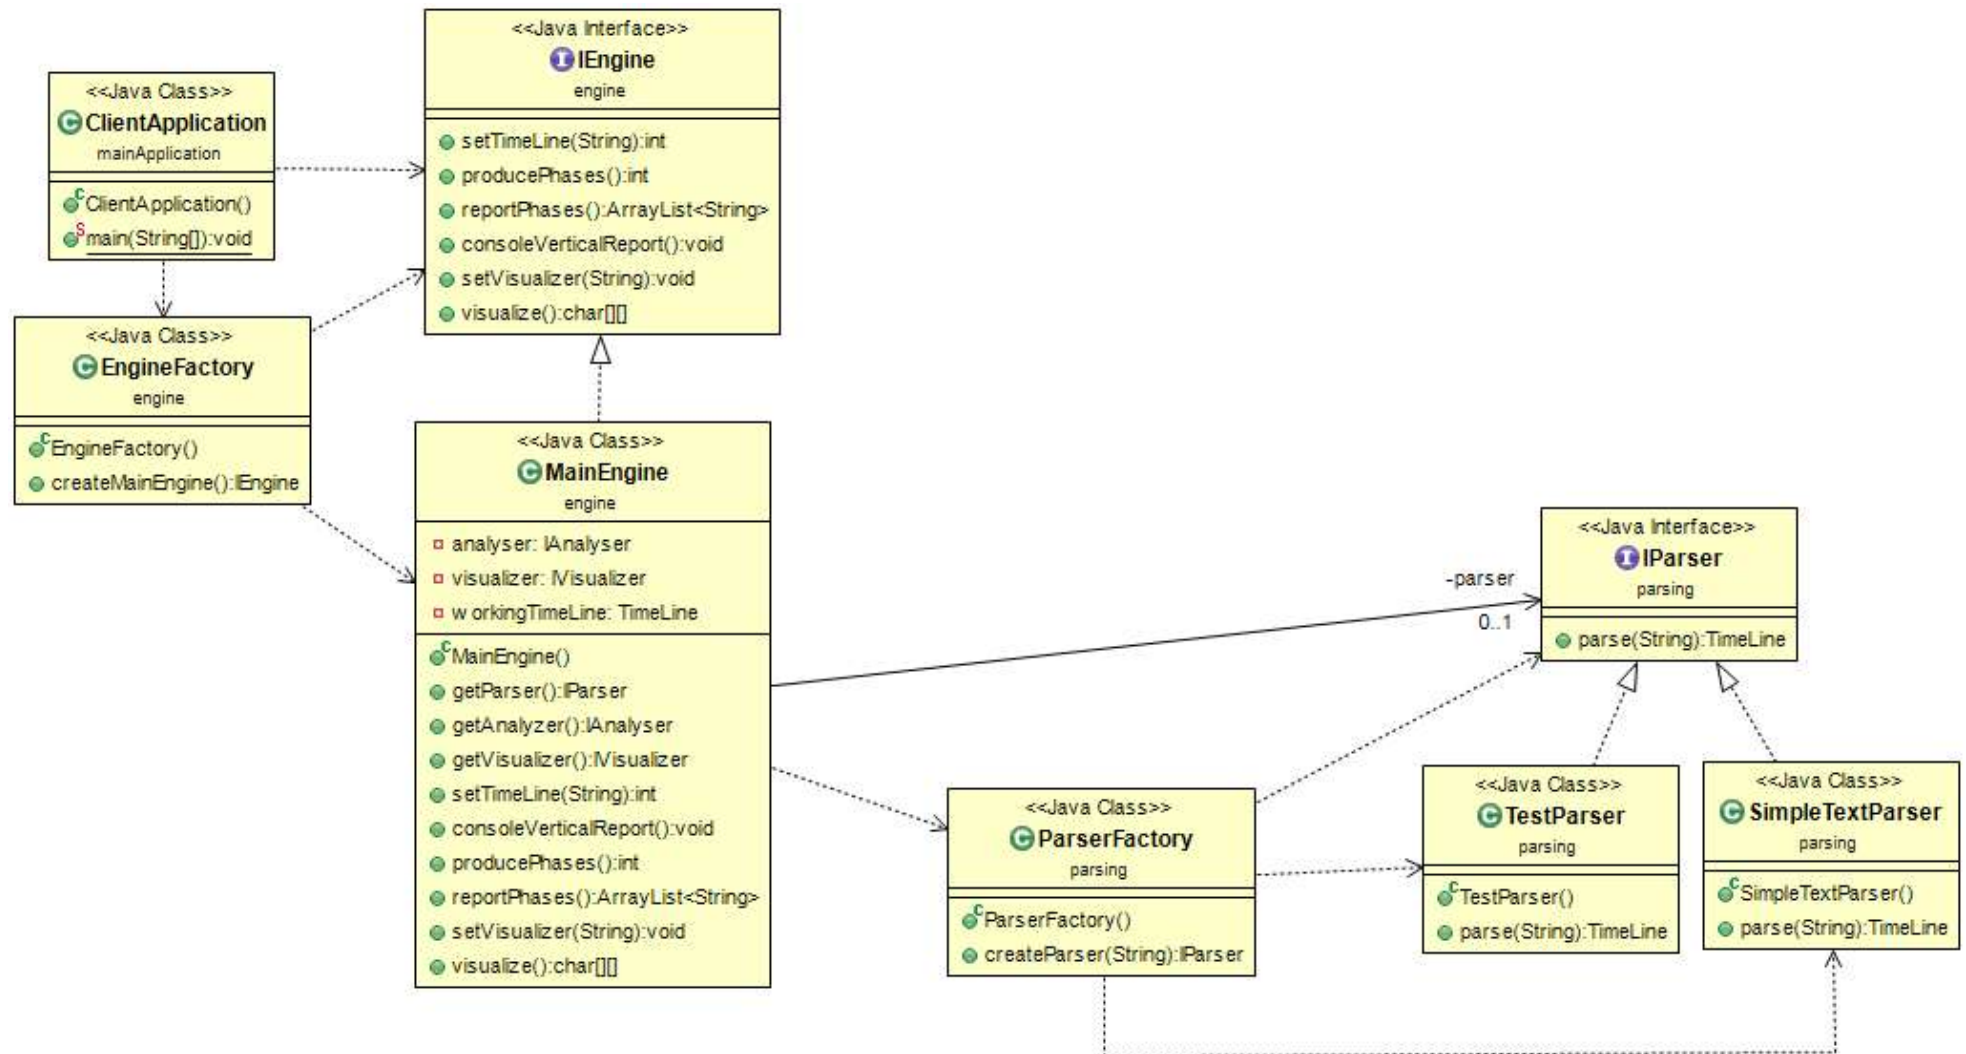 <<Java Class>>
ClientApplication
mainApplication
ClientApplication()
main(String[]):void
<<Java Interface>>
IEngine
engine
setTimeLine(String):int
producePhases():int
reportPhases():ArrayList<String>
consoleVerticalReport():void
setVisualizer(String):void
visualize():char[][]
<<Java Class>>
EngineFactory
engine
EngineFactory()
createMainEngine():IEngine
<<Java Class>>
MainEngine
engine
analyser: IAnalyser
visualizer: IVisualizer
workingTimeLine: TimeLine
MainEngine()
getParser():IParser
getAnalyzer():IAnalyser
getVisualizer():IVisualizer
setTimeLine(String):int
consoleVerticalReport():void
producePhases():int
reportPhases():ArrayList<String>
setVisualizer(String):void
visualize():char[][]
-parser
0..1
<<Java Interface>>
IParser
parsing
parse(String):TimeLine
<<Java Class>>
ParserFactory
parsing
ParserFactory()
createParser(String):IParser
<<Java Class>>
TestParser
parsing
TestParser()
parse(String):TimeLine
<<Java Class>>
SimpleTextParser
parsing
SimpleTextParser()
parse(String):TimeLine